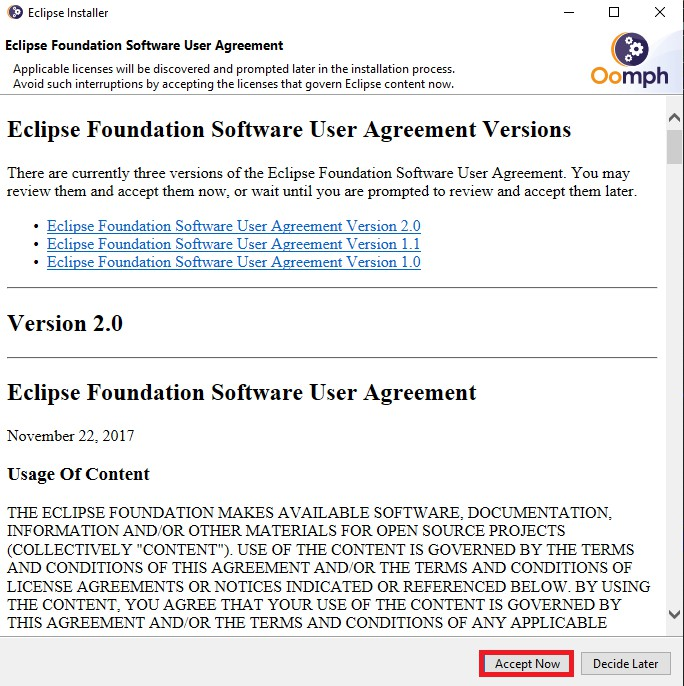 Eclipse Installer
Eclipse Foundation Software User Agreement
Applicable licenses will be discovered and prompted later in the installation process.
Avoid such interruptions by accepting the licenses that govern Eclipse content now.
Oomph
Eclipse Foundation Software User Agreement Versions
There are currently three versions of the Eclipse Foundation Software User Agreement. You may
review them and accept them now, or wait until you are prompted to review and accept them later.
• Eclipse Foundation Software User Agreement Version 2.0
• Eclipse Foundation Software User Agreement Version 1.1
• Eclipse Foundation Software User Agreement Version 1.0
Version 2.0
Eclipse Foundation Software User Agreement
November 22, 2017
Usage Of Content
THE ECLIPSE FOUNDATION MAKES AVAILABLE SOFTWARE, DOCUMENTATION,
INFORMATION AND/OR OTHER MATERIALS FOR OPEN SOURCE PROJECTS
(COLLECTIVELY "CONTENT"). USE OF THE CONTENT IS GOVERNED BY THE TERMS
AND CONDITIONS OF THIS AGREEMENT AND/OR THE TERMS AND CONDITIONS OF
LICENSE AGREEMENTS OR NOTICES INDICATED OR REFERENCED BELOW. BY USING
THE CONTENT, YOU AGREE THAT YOUR USE OF THE CONTENT IS GOVERNED BY
THIS AGREEMENT AND/OR THE TERMS AND CONDITIONS OF ANY APPLICABLE
Accept Now
Decide Later